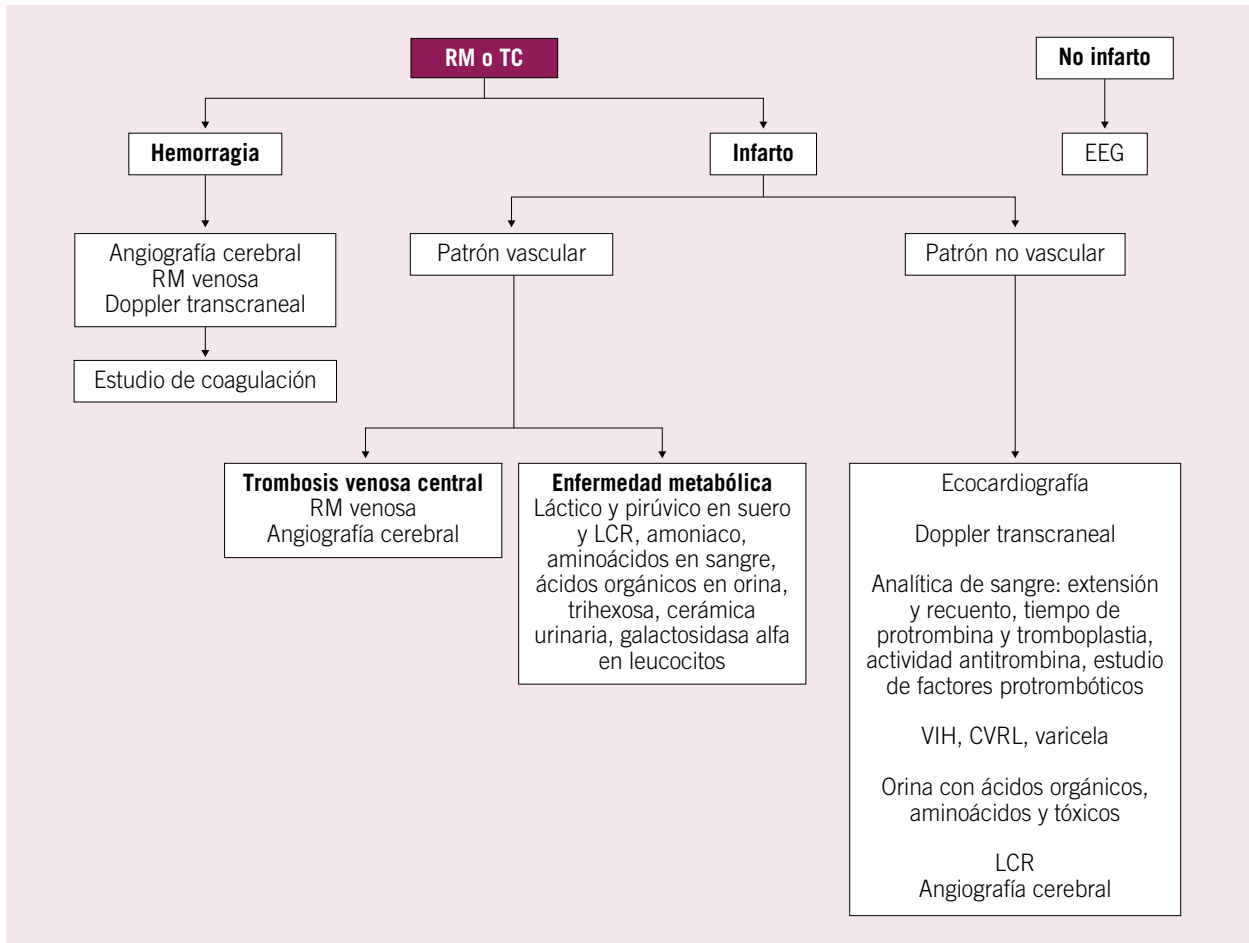 RM o TC
No infarto
Hemorragia
Infarto
EEG
Angiografía cerebral
RM venosa
Doppler transcraneal
Patrón vascular
Patrón no vascular
Estudio de coagulación
Trombosis venosa central
RM venosa
Angiografía cerebral
Enfermedad metabólica
Láctico y pirúvico en suero
y LCR, amoniaco,
aminoácidos en sangre,
ácidos orgánicos en orina,
trihexosa, cerámica
urinaria, galactosidasa alfa
en leucocitos
Ecocardiografía
Doppler transcraneal
Analítica de sangre: extensión
y recuento, tiempo de
protrombina y tromboplastia,
actividad antitrombina, estudio
de factores protrombóticos
VIH, CVRL, varicela
Orina con ácidos orgánicos,
aminoácidos y tóxicos
LCR
Angiografía cerebral